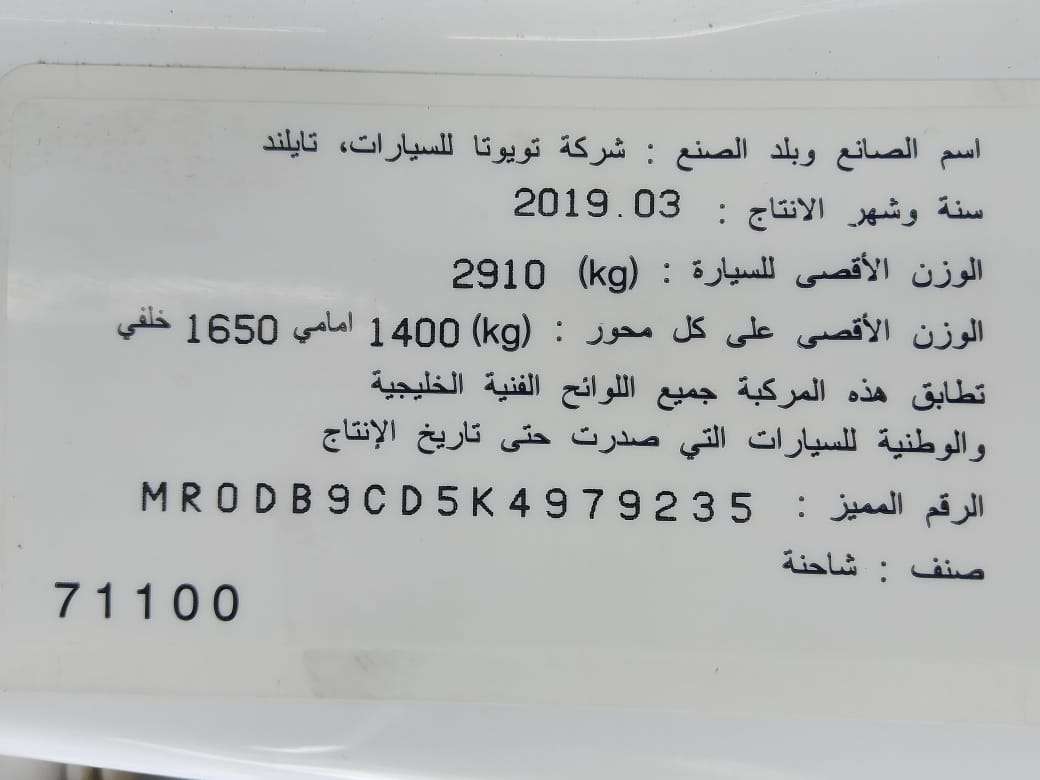 اسم الصانع وبلد الصنع : شركة تويوتا للسيارات، تايلند
سنة وشهر الانتاج : 2019.03
الوزن الأقصى للسيارة : (kg) 2910
الوزن الأقصى على كل محور : (kg) 1400 امامي 1650 خلفي
تطابق هذه المركبة جميع اللوائح الفنية الخليجية
والوطنية للسيارات التي صدرت حتى تاريخ الإنتاج
الرقم المميز : MR0DB9CD5K4979235
صنف : شاحنة
71100